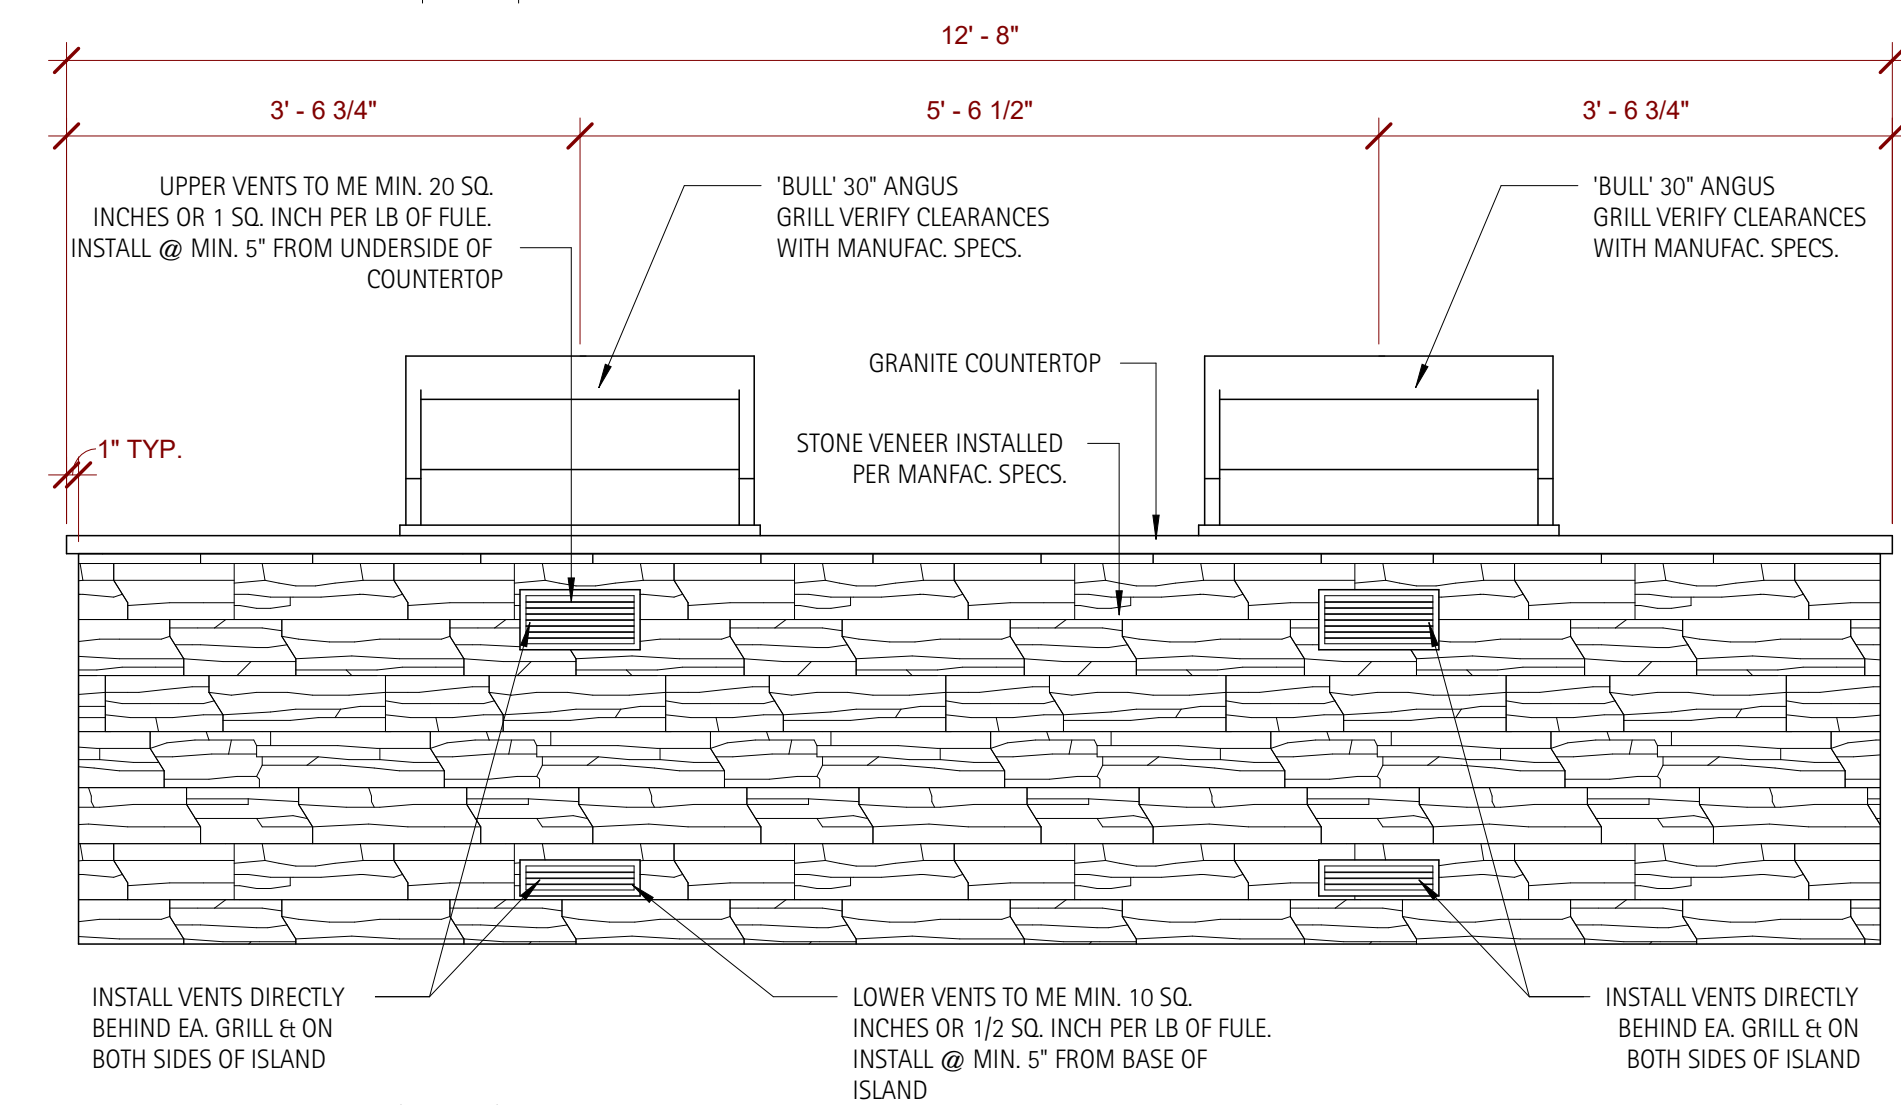 12' - 8"
3' - 6 3/4"
5' - 6 1/2"
3' - 6 3/4"
UPPER VENTS TO ME MIN. 20 SQ.
INCHES OR 1 SQ. INCH PER LB OF FULE.
INSTALL @ MIN. 5" FROM UNDERSIDE OF
COUNTERTOP
'BULL' 30" ANGUS
GRILL VERIFY CLEARANCES
WITH MANUFAC. SPECS.
'BULL' 30" ANGUS
GRILL VERIFY CLEARANCES
WITH MANUFAC. SPECS.
GRANITE COUNTERTOP
1" TYP.
STONE VENEER INSTALLED
PER MANFAC. SPECS.
INSTALL VENTS DIRECTLY
BEHIND EA. GRILL & ON
BOTH SIDES OF ISLAND
LOWER VENTS TO ME MIN. 10 SQ.
INCHES OR 1/2 SQ. INCH PER LB OF FULE.
INSTALL @ MIN. 5" FROM BASE OF
ISLAND
INSTALL VENTS DIRECTLY
BEHIND EA. GRILL & ON
BOTH SIDES OF ISLAND